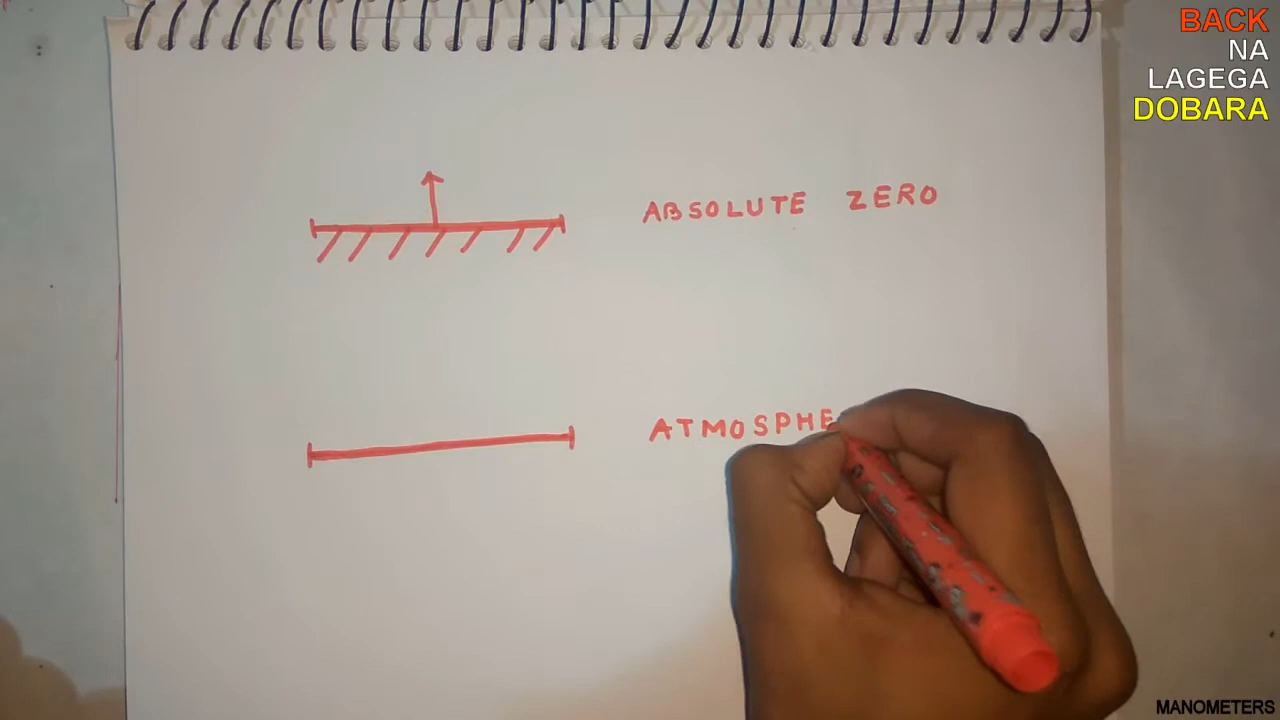 BACK
NA
LAGEGA
DOBARA
ABSOLUTE ZERO
ATMOSPHE
MANOMETERS